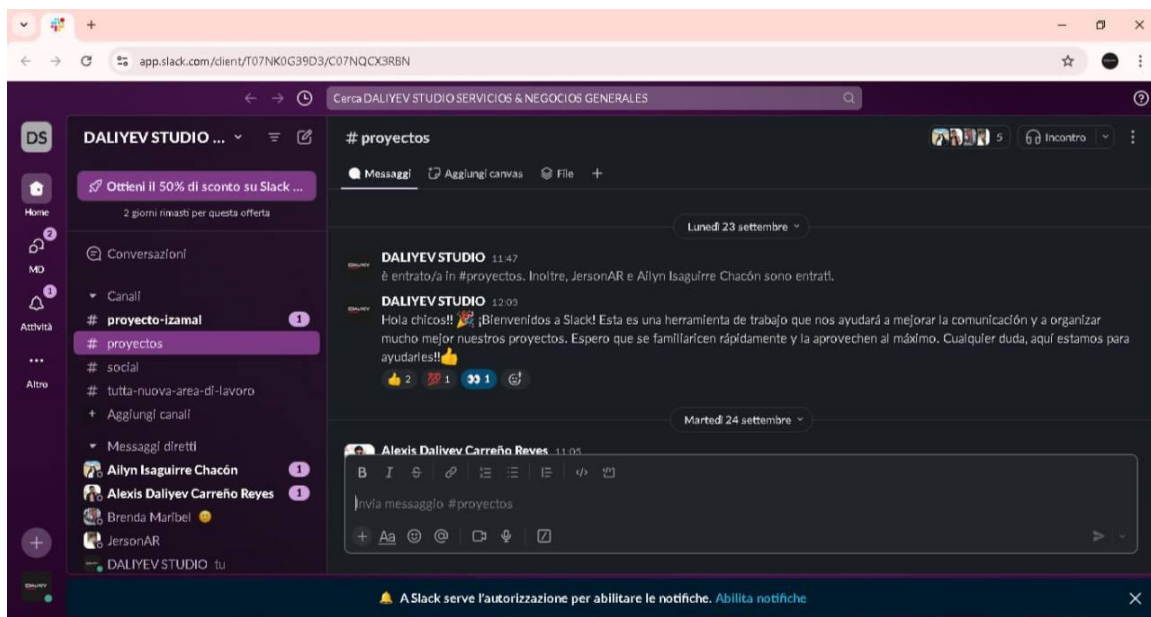 app.slack.com/client/T07NK0G39D3/C07NQCX3RBN
Cerca DALIYEV STUDIO SERVICIOS & NEGOCIOS GENERALES
DS
Home
2
MD
1
Attività
Altro
DALIYEV STUDIO ...
Ottieni il 50% di sconto su Slack ...
2 giorni rimasti per questa offerta
Conversazioni
Canali
# proyecto-izamal 1
# proyectos
# social
# tutta-nuova-area-di-lavoro
+ Aggiungi canali
Messaggi diretti
Ailyn Isaguirre Chacón 1
Alexis Daliyev Carreño Reyes 1
Brenda Maribel
JersonAR
DALIYEV STUDIO tu
# proyectos
5
Incontro
Messaggi Aggiungi canvas File +
Lunedì 23 settembre
DALIYEV STUDIO 11:47
è entrato/a in #proyectos. Inoltre, JersonAR e Ailyn Isaguirre Chacón sono entrati.
DALIYEV STUDIO 12:03
Hola chicos!! 🎉 ¡Bienvenidos a Slack! Esta es una herramienta de trabajo que nos ayudará a mejorar la comunicación y a organizar
mucho mejor nuestros proyectos. Espero que se familiaricen rápidamente y la aprovechen al máximo. Cualquier duda, aquí estamos para
ayudarles!!👍
👍 2 💯 1 👀 1
Martedì 24 settembre
Alexis Daliyev Carreño Reyes 11:05
B I S
Invia messaggio #proyectos
+ Aa @
A Slack serve l'autorizzazione per abilitare le notifiche. Abilita notifiche